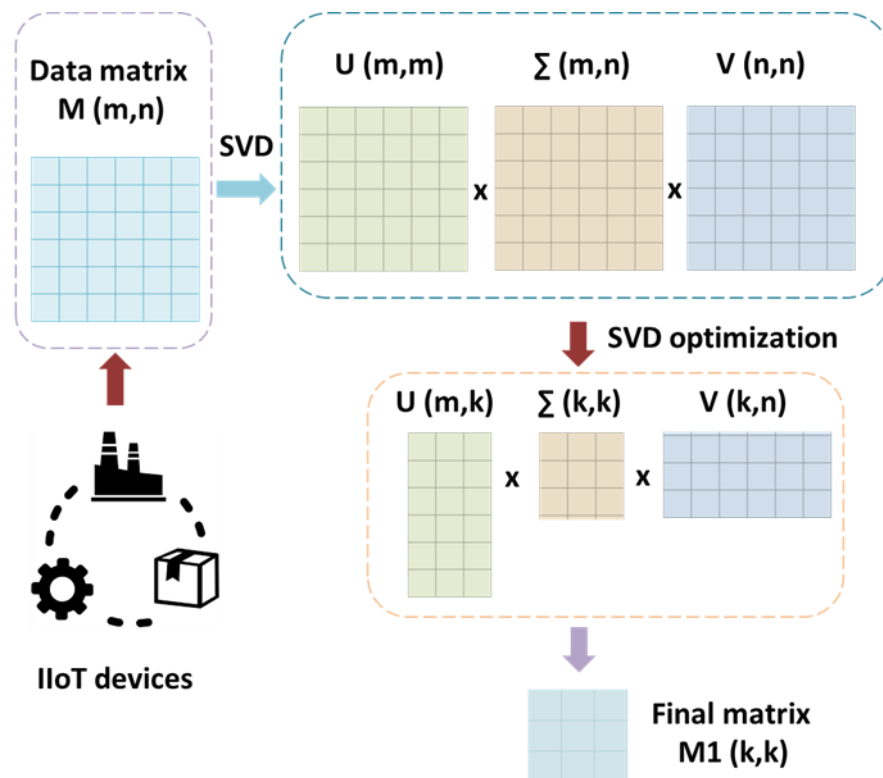 Data matrix
M (m,n)
SVD
U (m,m)
∑ (m,n)
V (n,n)
x
x
SVD optimization
U (m,k)
∑ (k,k)
V (k,n)
x
x
IIoT devices
Final matrix
M1 (k,k)